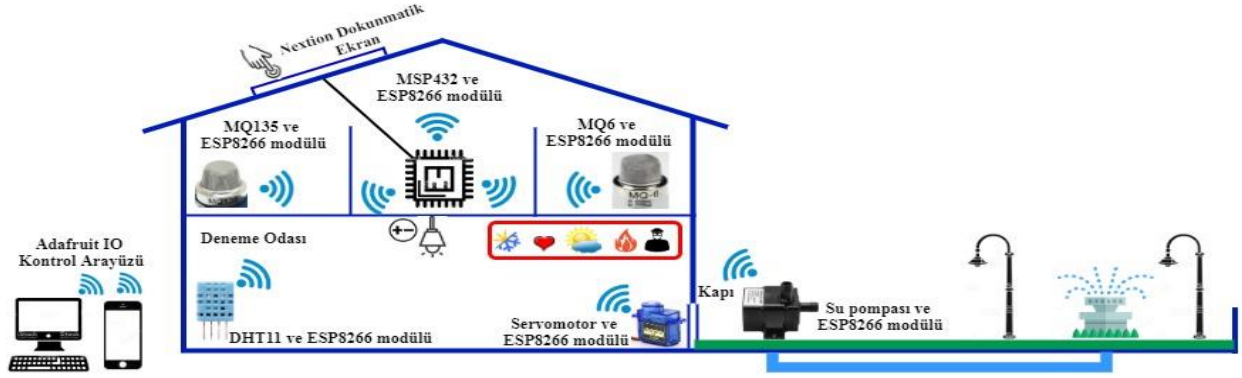 Nextion Dokunmatik
Ekran
MSP432 ve
ESP8266 modülü
MQ135 ve
ESP8266 modülü
MQ6 ve
ESP8266 modülü
Deneme Odası
Adafruit IO
Kontrol Arayüzü
DHT11 ve ESP8266 modülü
Servomotor ve
ESP8266 modülü
Kapı
Su pompası ve
ESP8266 modülü